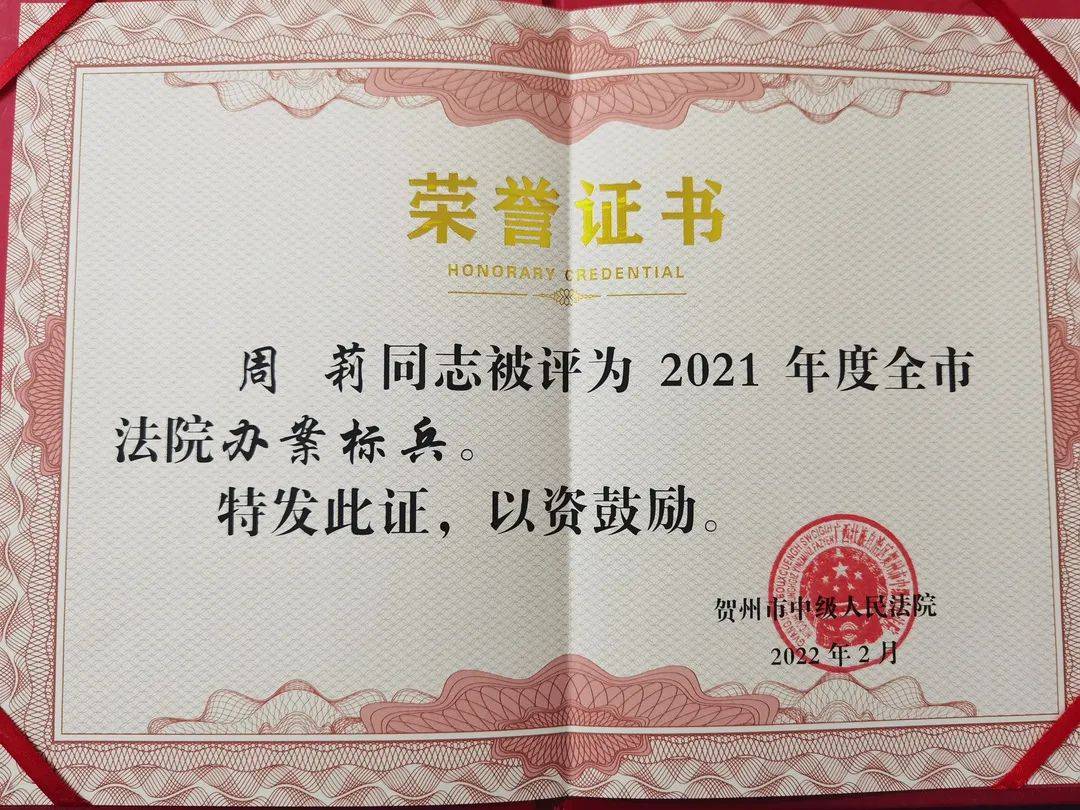 荣誉证书
HONORARY CREDENTIAL
周 莉同志被评为 2021 年度全市
法院办案标兵。
特发此证，以资鼓励。
贺州市中级人民法院
2022 年 2 月